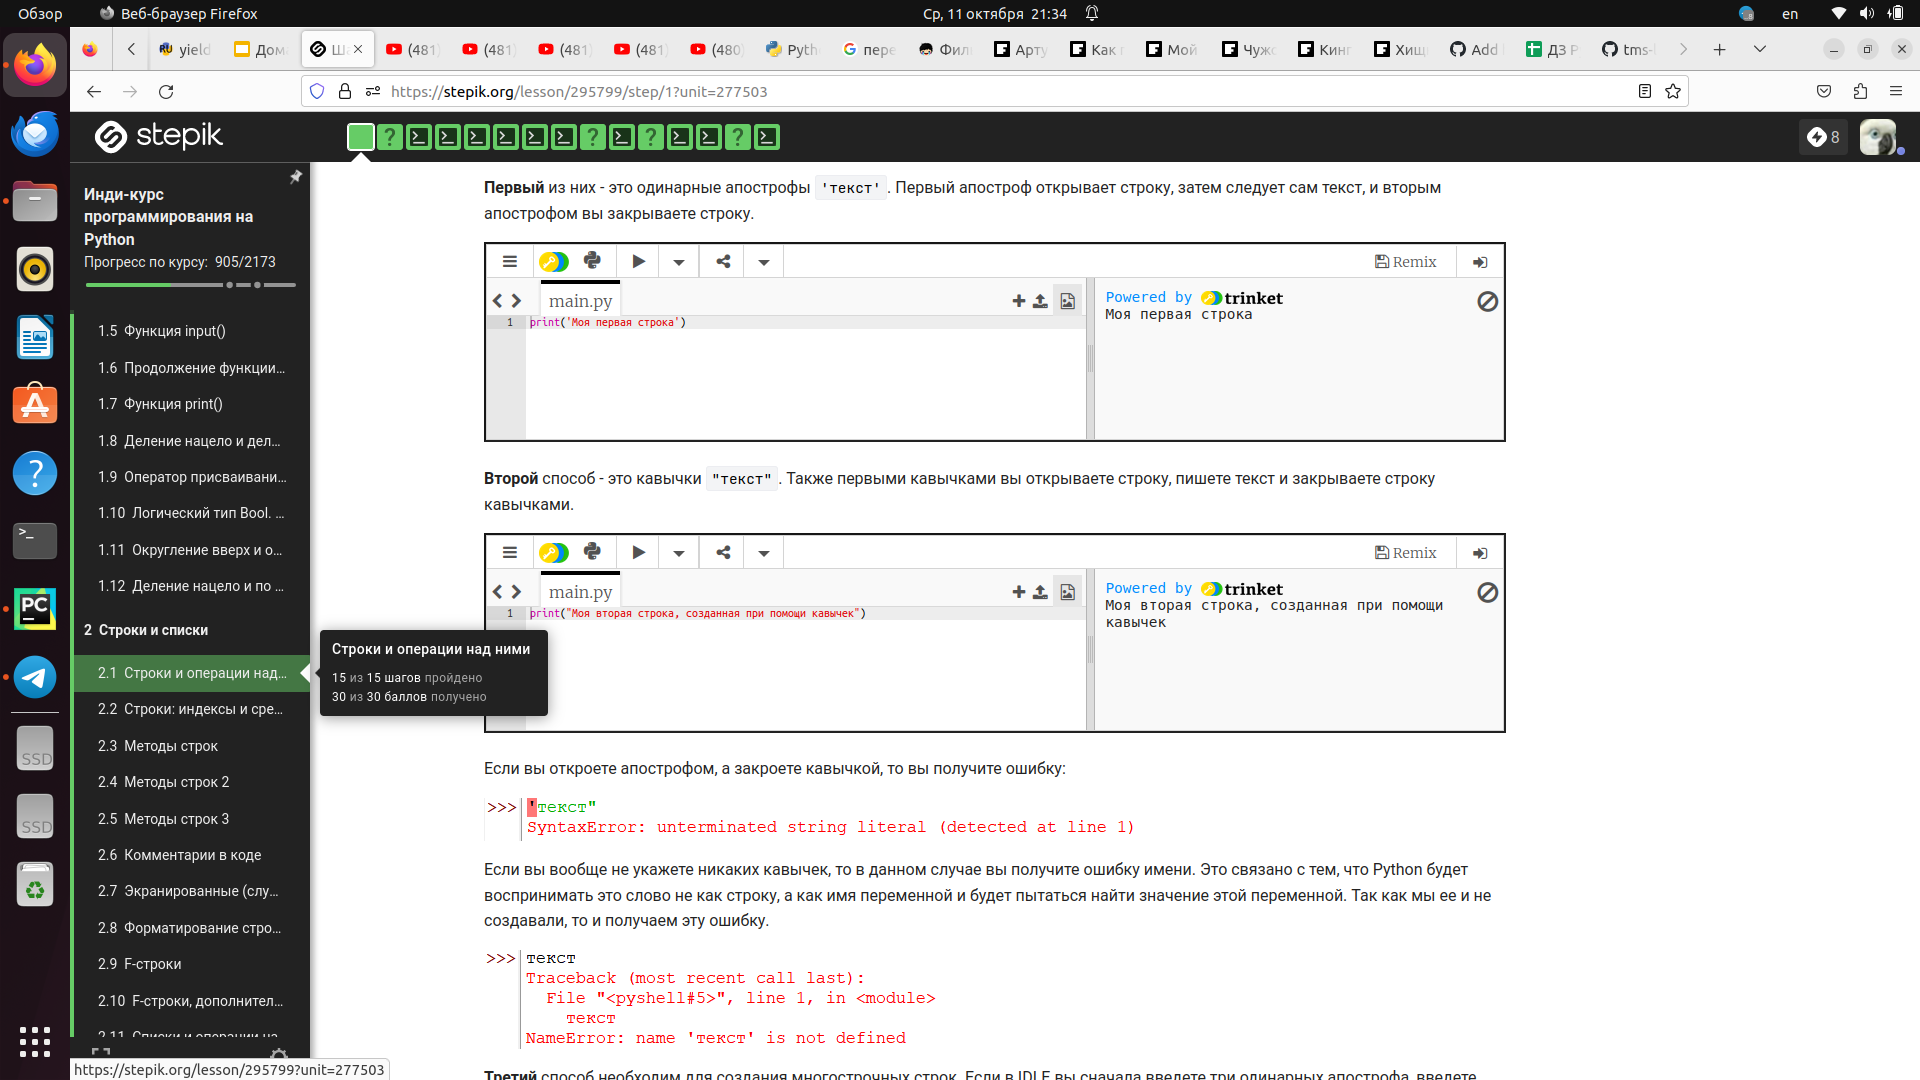 Обзор
Веб-браузер Firefox
Ср, 11 октября 21:34
en
yield
Дом
Ша
(481)
(481)
(481)
(481)
(480)
Pyth
пере
Фил
Арту
Как
Мой
Чужо
Кинг
Хищ
Add
ДЗ P
tms-
https://stepik.org/lesson/295799/step/1?unit=277503
stepik
8
Инди-курс
программирования на
Python
Прогресс по курсу: 905/2173
1.5 Функция input()
1.6 Продолжение функции...
1.7 Функция print()
1.8 Деление нацело и дел...
1.9 Оператор присваивани...
1.10 Логический тип Bool. ...
1.11 Округление вверх и о...
1.12 Деление нацело и по ...
2 Строки и списки
2.1 Строки и операции над...
2.2 Строки: индексы и сре...
2.3 Методы строк
2.4 Методы строк 2
2.5 Методы строк 3
2.6 Комментарии в коде
2.7 Экранированные (слу...
2.8 Форматирование стро...
2.9 F-строки
2.10 F-строки, дополнител...
2.11 Списки и операции на...
Строки и операции над ними
15 из 15 шагов пройдено
30 из 30 баллов получено
Первый из них - это одинарные апострофы 'текст'. Первый апостроф открывает строку, затем следует сам текст, и вторым
апострофом вы закрываете строку.
Remix
main.py
1 print('Моя первая строка')
Powered by trinket
Моя первая строка
Второй способ - это кавычки "текст". Также первыми кавычками вы открываете строку, пишете текст и закрываете строку
кавычками.
Remix
main.py
1 print("Моя вторая строка, созданная при помощи кавычек")
Powered by trinket
Моя вторая строка, созданная при помощи
кавычек
Если вы откроете апострофом, а закроете кавычкой, то вы получите ошибку:
>>> 'текст"
SyntaxError: unterminated string literal (detected at line 1)
Если вы вообще не укажете никаких кавычек, то в данном случае вы получите ошибку имени. Это связано с тем, что Python будет
воспринимать это слово не как строку, а как имя переменной и будет пытаться найти значение этой переменной. Так как мы ее и не
создавали, то и получаем эту ошибку.
>>> текст
Traceback (most recent call last):
File "<pyshell#5>", line 1, in <module>
текст
NameError: name 'текст' is not defined
Третий способ необходим для создания многострочных строк. Если в IDLE вы сначала введете три одинарных апострофа, введете
https://stepik.org/lesson/295799?unit=277503
PC
SSD
SSD